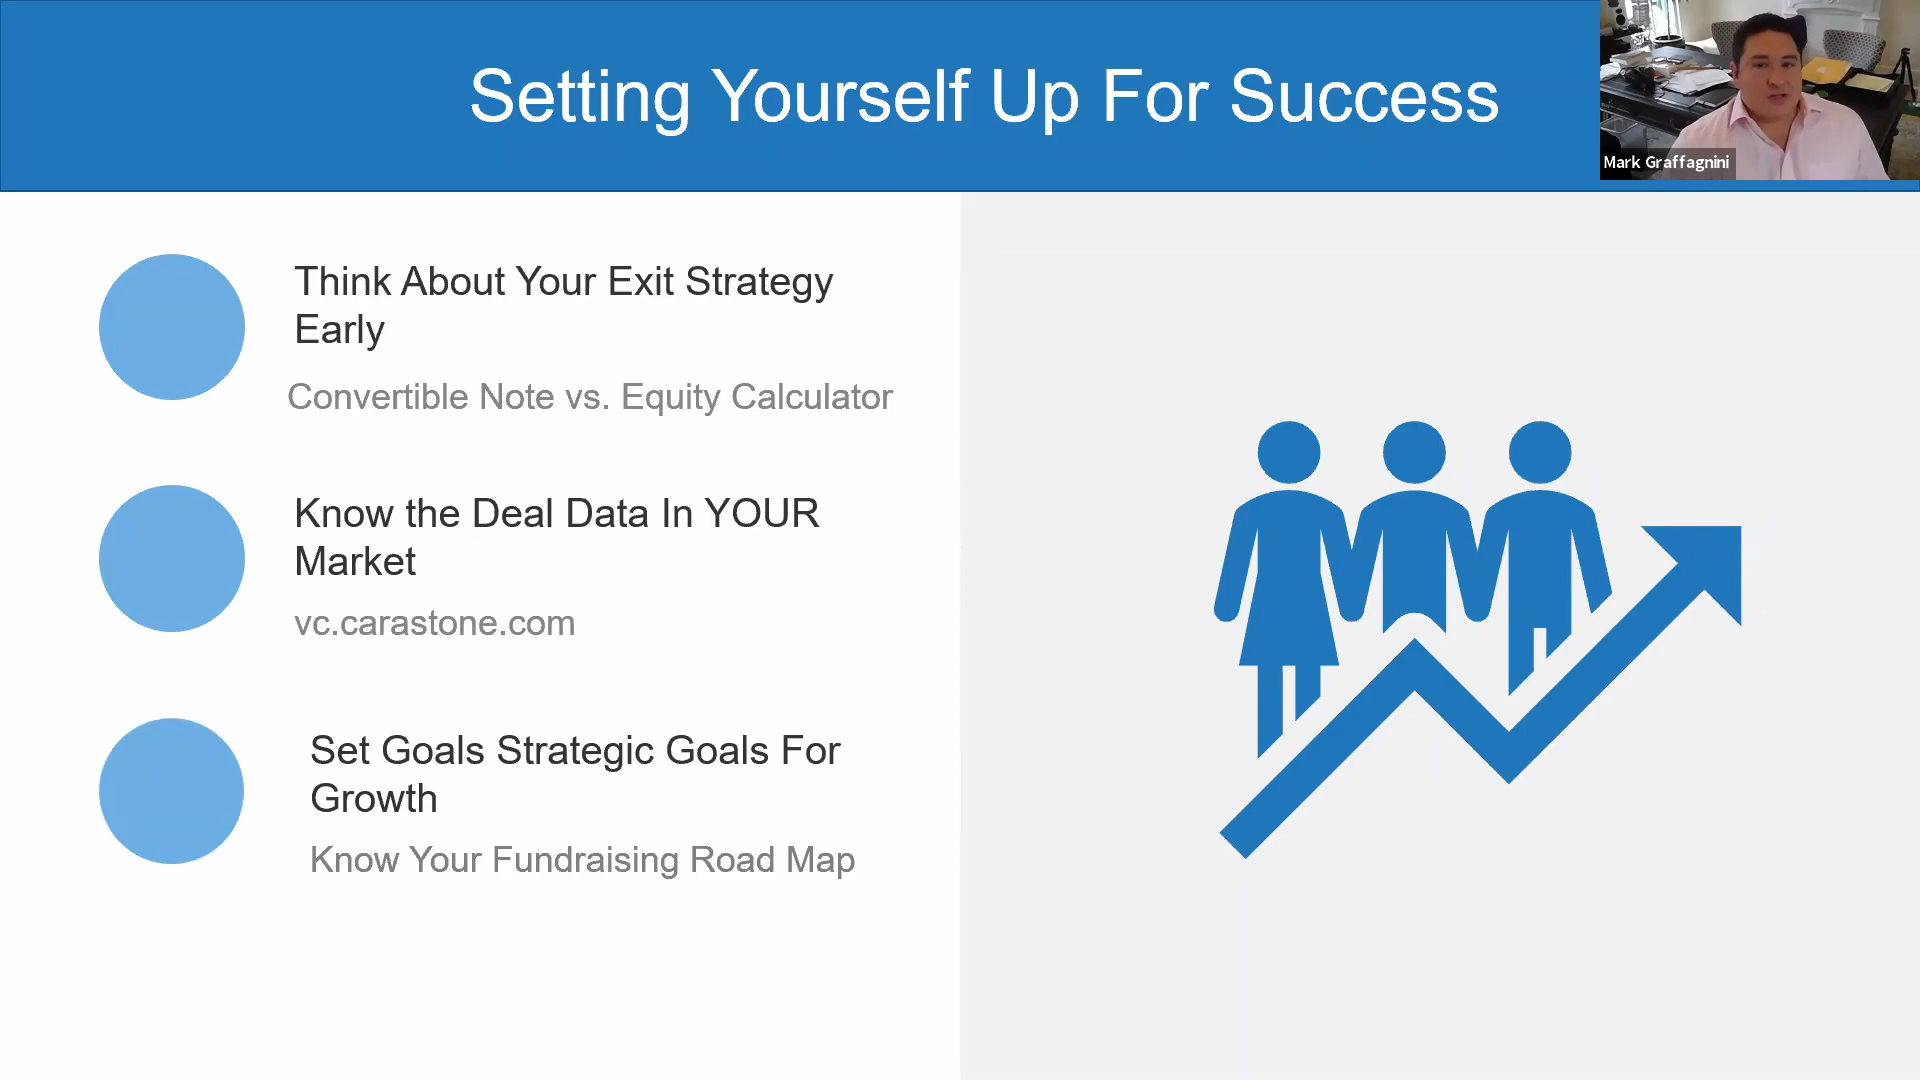 Setting Yourself Up For Success
Mark Graffagnini
Think About Your Exit Strategy
Early
Convertible Note vs. Equity Calculator
Know the Deal Data In YOUR
Market
vc.carastone.com
Set Goals Strategic Goals For
Growth
Know Your Fundraising Road Map